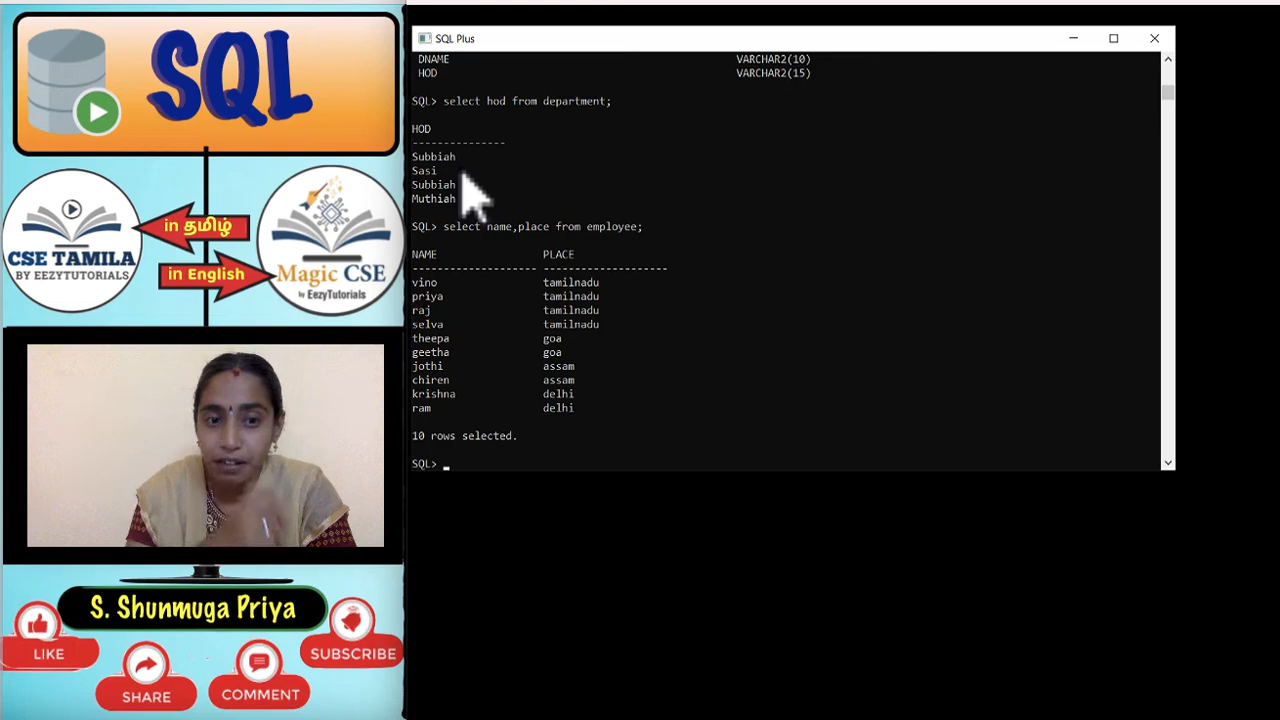 SQL
CSE TAMILA
BY EEZYTUTORIALS
in தமிழ்
in English
Magic CSE
by EezyTutorials
S. Shunmuga Priya
LIKE
SHARE
COMMENT
SUBSCRIBE
SQL Plus
DNAME VARCHAR2(10)
HOD VARCHAR2(15)
SQL> select hod from department;
HOD
---------------
Subbiah
Sasi
Subbiah
Muthiah
SQL> select name,place from employee;
NAME PLACE
-------------------- --------------------
vino tamilnadu
priya tamilnadu
raj tamilnadu
selva tamilnadu
theepa goa
geetha goa
jothi assam
chiren assam
krishna delhi
ram delhi
10 rows selected.
SQL> _